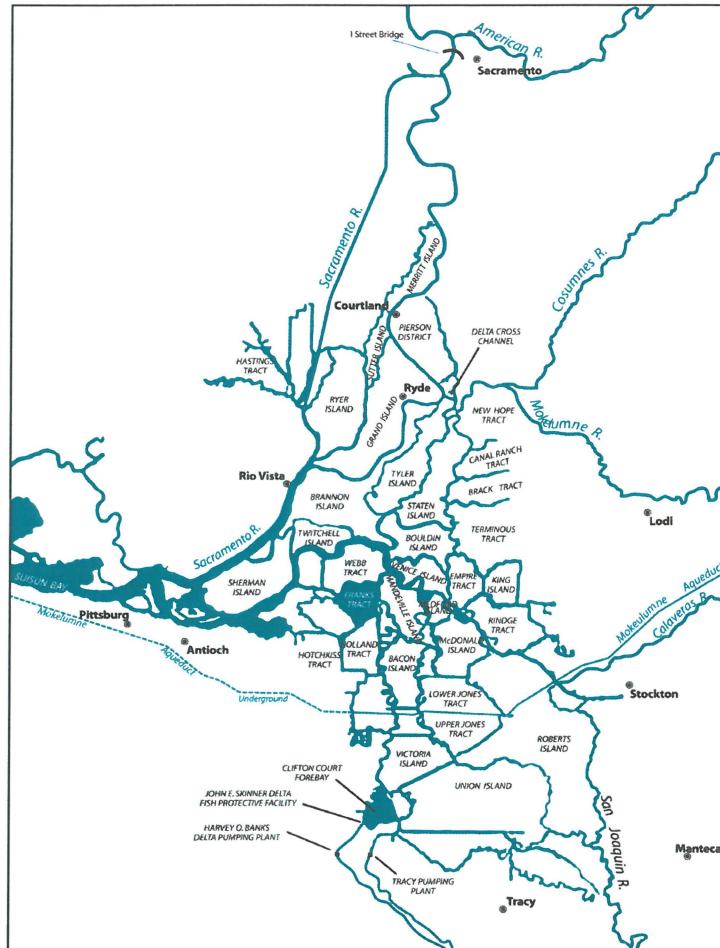 I Street Bridge
American R.
Sacramento
Sacramento R.
Cosumnes R.
MERRITT ISLAND
Courtland
PIERSON
DISTRICT
DELTA CROSS
CHANNEL
SUTTER ISLAND
HASTINGS
TRACT
RYER
ISLAND
Ryde
GRAND ISLAND
NEW HOPE
TRACT
Mokelumne R.
CANAL RANCH
TRACT
TYLER
ISLAND
Rio Vista
BRACK TRACT
BRANNON
ISLAND
STATEN
ISLAND
Lodi
TERMINOUS
TRACT
Sacramento R.
TWITCHELL
ISLAND
BOULDIN
ISLAND
SUISUN BAY
SHERMAN
ISLAND
WEBB
TRACT
VENICE ISLAND
EMPIRE
TRACT
KING
ISLAND
Mokelumne Aqueduct
Calaveras R.
FRANKS
TRACT
MANDEVILLE ISLAND
RINDGE
TRACT
Pittsburg
Mokelumne
Aqueduct
Underground
Antioch
HOTCHKISS
TRACT
HOLLAND
TRACT
BACON
ISLAND
McDONALD
ISLAND
Stockton
LOWER JONES
TRACT
UPPER JONES
TRACT
ROBERTS
ISLAND
VICTORIA
ISLAND
CLIFTON COURT
FOREBAY
UNION ISLAND
JOHN E. SKINNER DELTA
FISH PROTECTIVE FACILITY
San Joaquin R.
HARVEY O. BANKS
DELTA PUMPING PLANT
Manteca
TRACY PUMPING
PLANT
Tracy